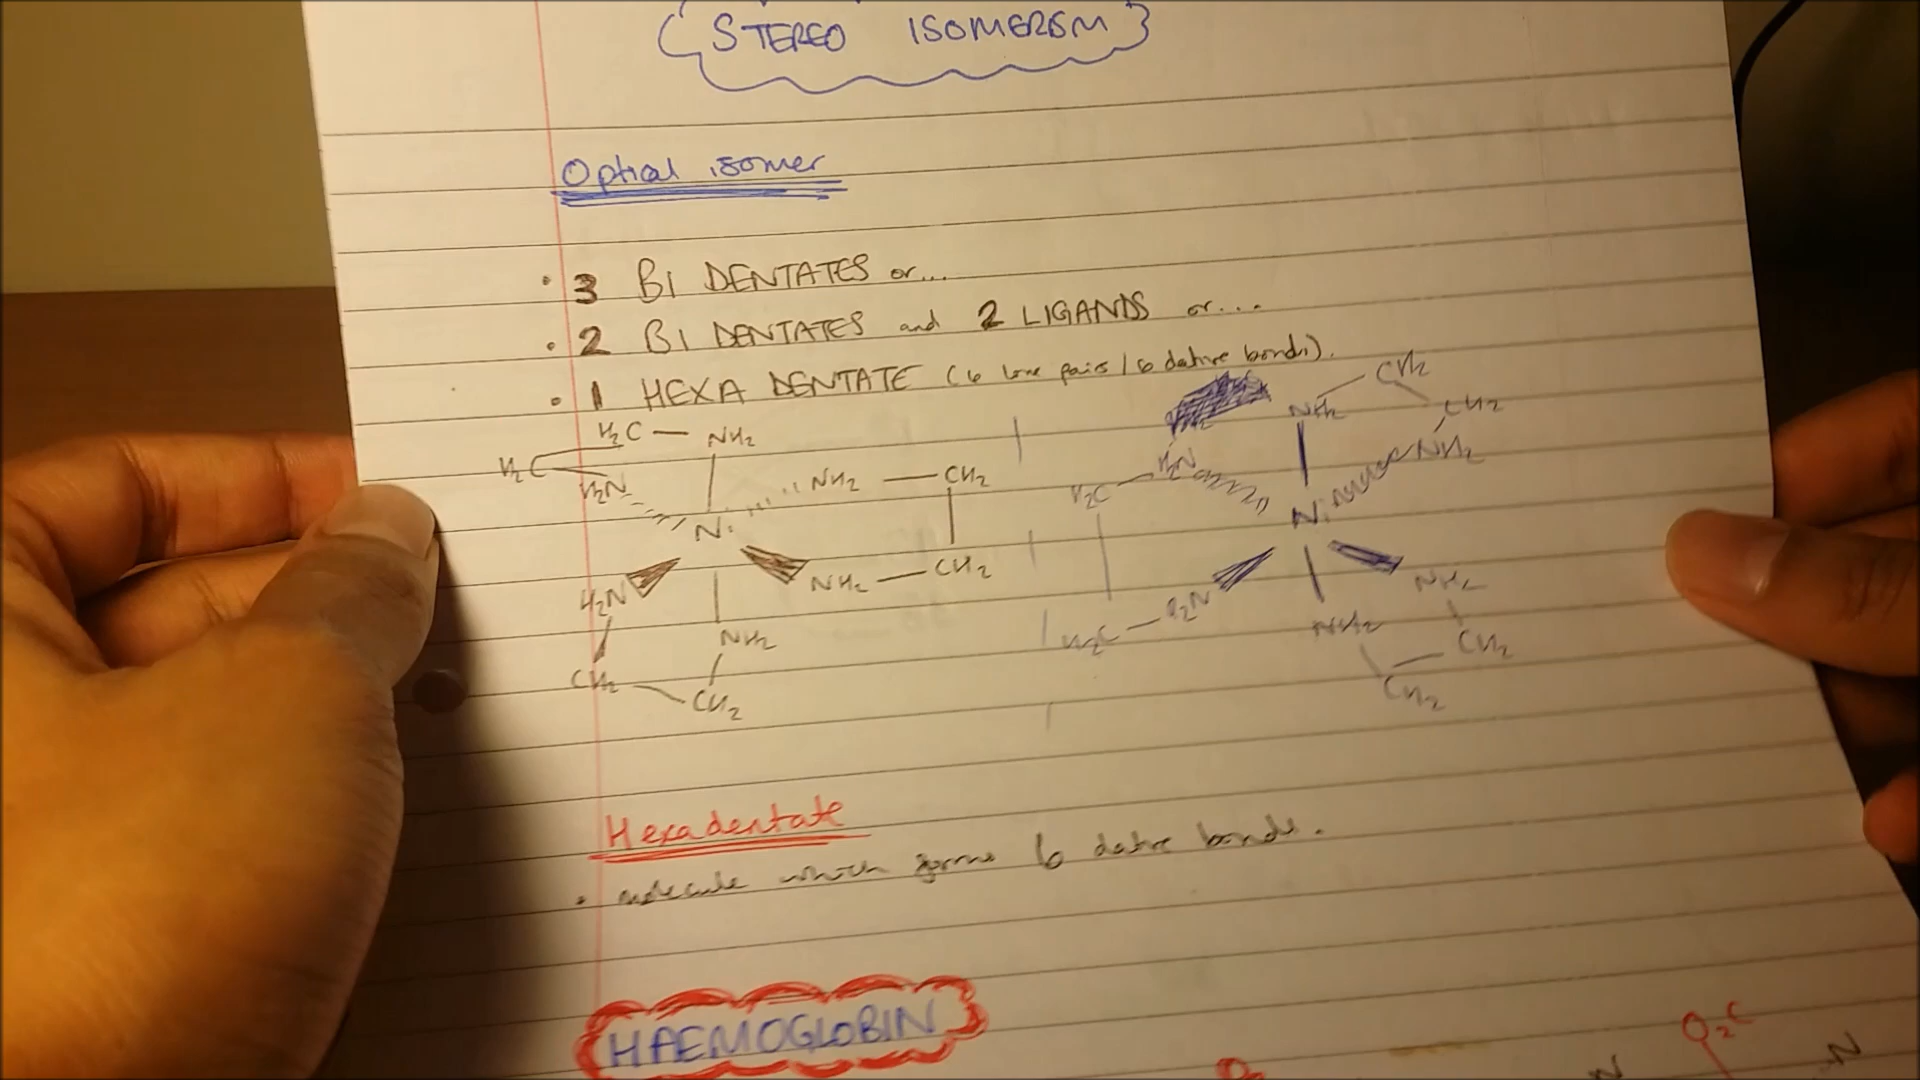 STEREO ISOMERSM
Optical isomer
• 3 BI DENTATES or...
• 2 BI DENTATES and 2 LIGANDS or....
• 1 HEXA DENTATE (6 lone pairs / 6 dative bonds).
H₂C — NH₂
H₂C
H₂N
NH₂ — CH₂
Ni
NH₂ — CH₂
H₂N
NH₂
CH₂
CH₂
CH₂
NH₂
CH₂
H₂N
NH₂
H₂C
Ni
NH₂
H₂N
H₂C
NH₂
CH₂
CH₂
Hexadentate
• molecule which forms 6 dative bonds.
HAEMOGLOBIN
O₂C
N
N